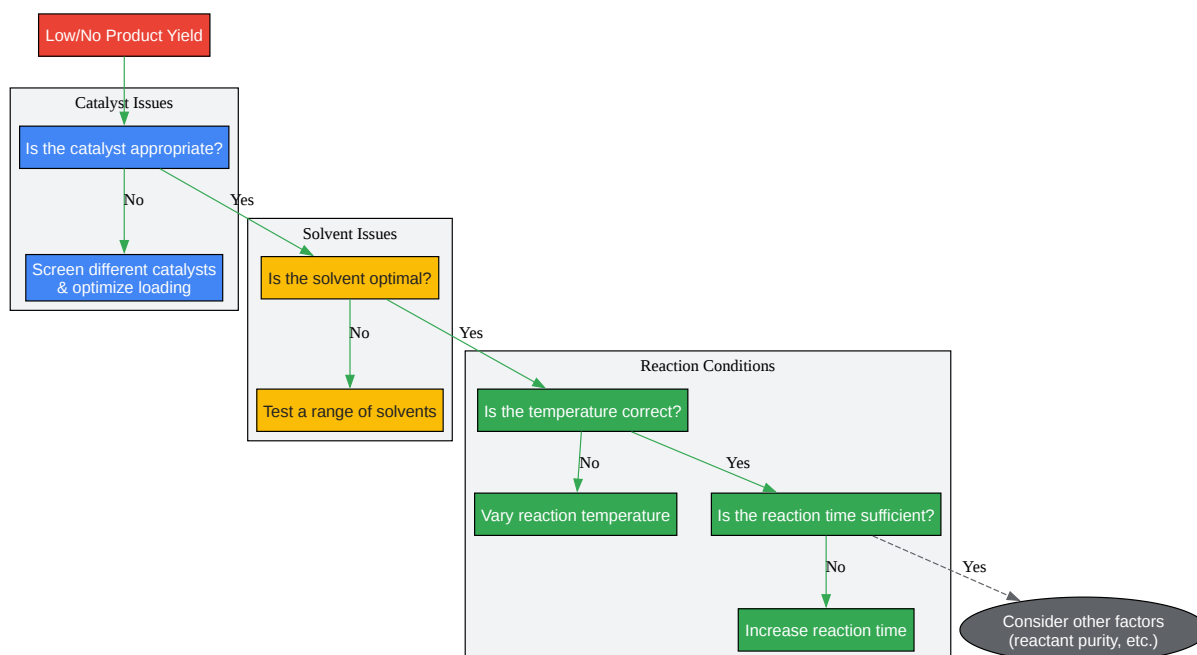 Low/No Product Yield
Catalyst Issues
Is the catalyst appropriate?
No
Yes
Screen different catalysts
& optimize loading
Solvent Issues
Is the solvent optimal?
No
Yes
Test a range of solvents
Reaction Conditions
Is the temperature correct?
No
Yes
Vary reaction temperature
Is the reaction time sufficient?
No
Yes
Increase reaction time
Consider other factors
(reactant purity, etc.)